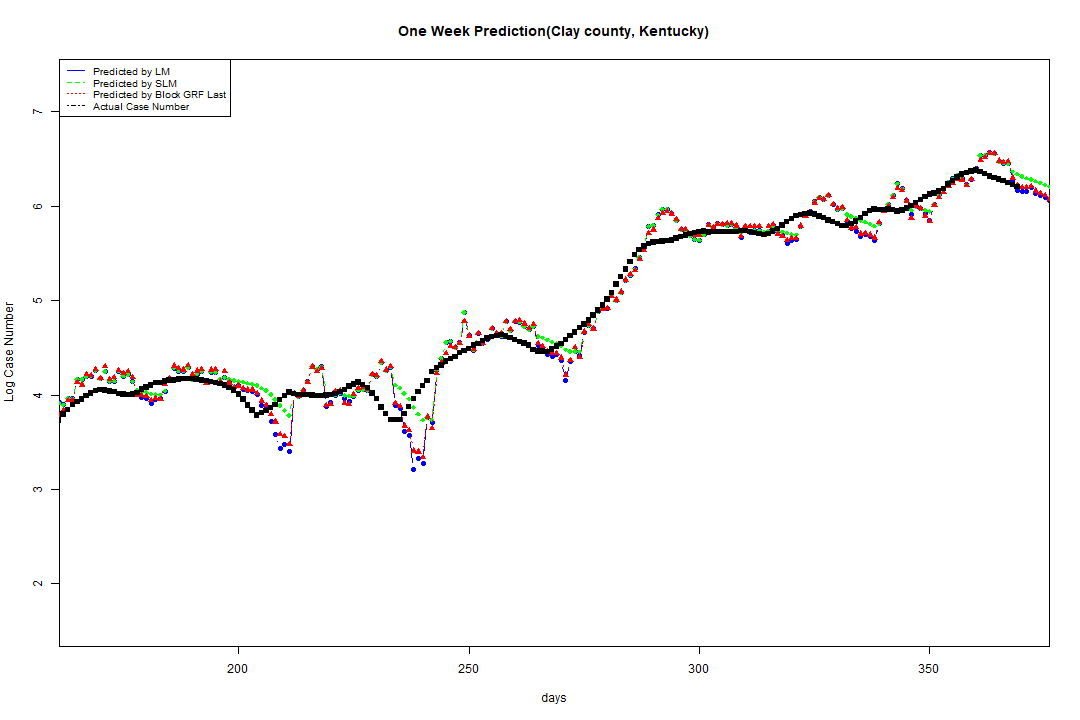 One Week Prediction(Clay county, Kentucky)
Predicted by LM
Predicted by SLM
Predicted by Block GRF Last
Actual Case Number
7
6
5
4
3
2
Log Case Number
200 250 300 350
days